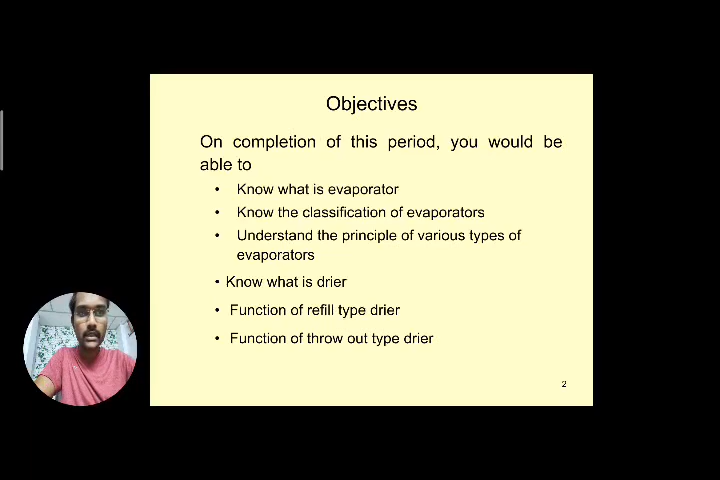 Objectives
On completion of this period, you would be
able to
• Know what is evaporator
• Know the classification of evaporators
• Understand the principle of various types of
evaporators
• Know what is drier
• Function of refill type drier
• Function of throw out type drier
2